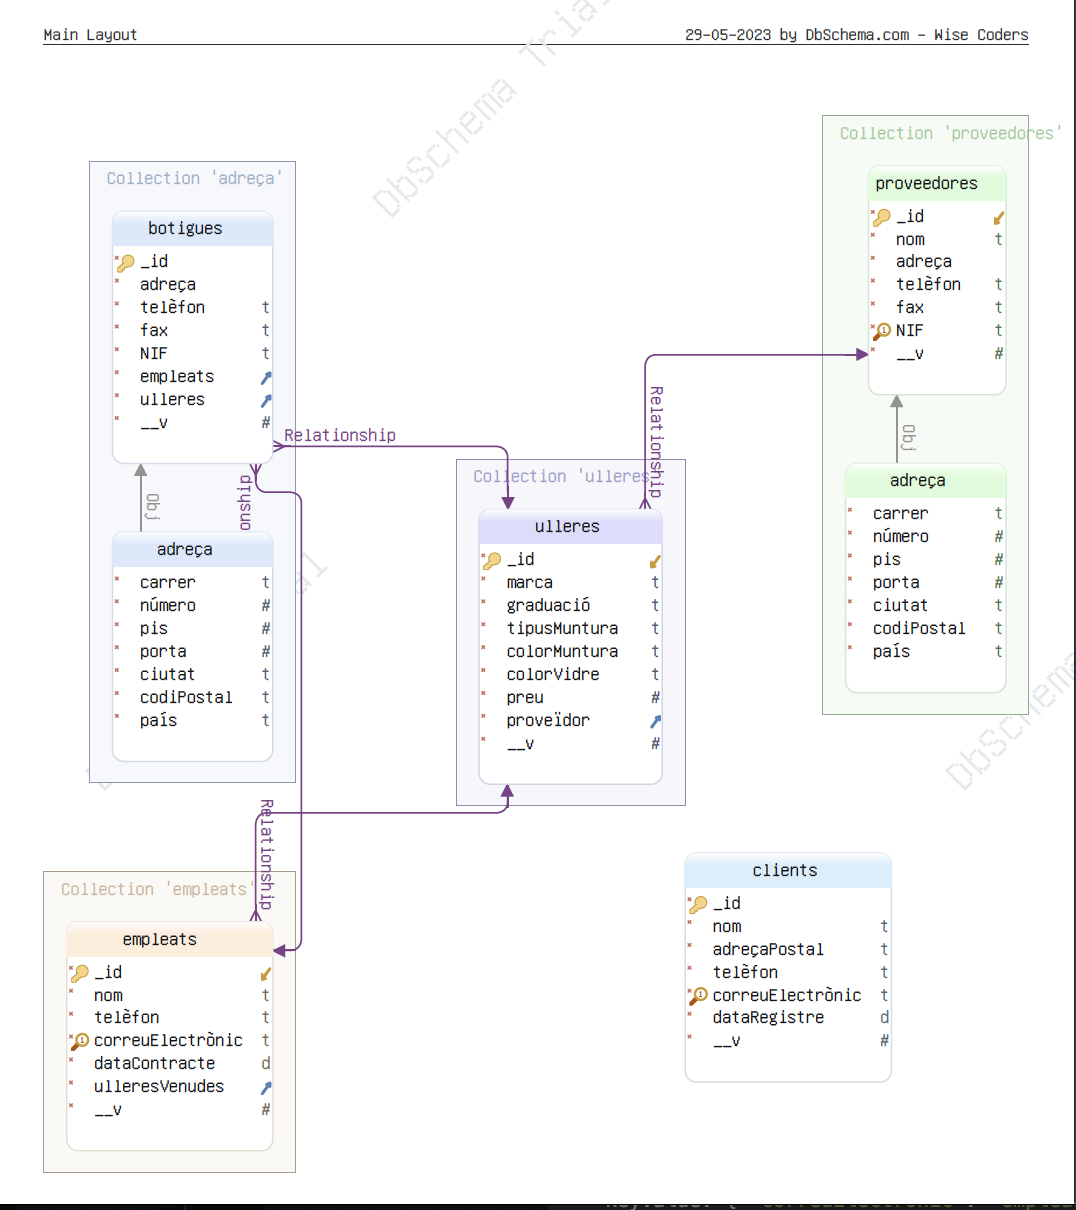 Main Layout
29-05-2023 by DbSchema.com - Wise Coders
DbSchema Trial
Collection 'adreça'
botigues
_id
adreça
telèfon t
fax t
NIF t
empleats
ulleres
__v #
Obj
adreça
carrer t
número #
pis #
porta #
ciutat t
codiPostal t
país t
Relationship
onship
Collection 'ulleres
ulleres
_id
marca t
graduació t
tipusMuntura t
colorMuntura t
colorVidre t
preu #
proveïdor
__v #
Relationship
Collection 'proveedores'
proveedores
_id
nom t
adreça
telèfon t
fax t
NIF t
__v #
Obj
adreça
carrer t
número #
pis #
porta #
ciutat t
codiPostal t
país t
DbSchema
Relationship
Collection 'empleats'
empleats
_id
nom t
telèfon t
correuElectrònic t
dataContracte d
ulleresVenudes
__v #
clients
_id
nom t
adreçaPostal t
telèfon t
correuElectrònic t
dataRegistre d
__v #